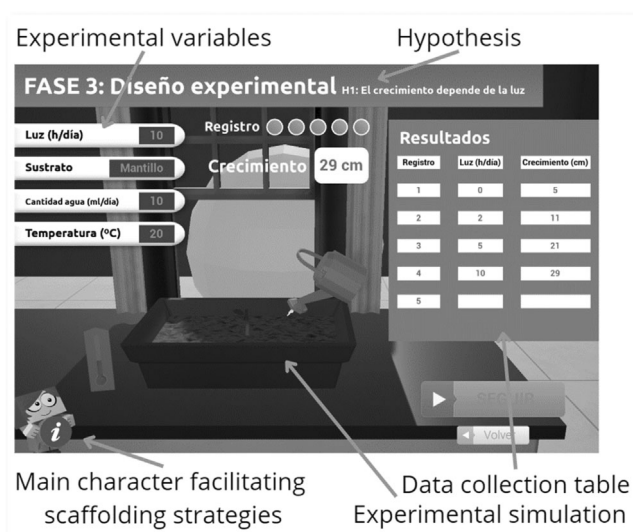 Experimental variables
Hypothesis
FASE 3: Diseño experimental H1: El crecimiento depende de la luz
Luz (h/día) 10
Sustrato Mantillo
Cantidad agua (ml/día) 10
Temperatura (ºC) 20
Registro
Crecimiento 29 cm
Resultados
Registro Luz (h/día) Crecimiento (cm)
1 0 5
2 2 11
3 5 21
4 10 29
5
SEGUIR
Volver
i
Main character facilitating
scaffolding strategies
Data collection table
Experimental simulation